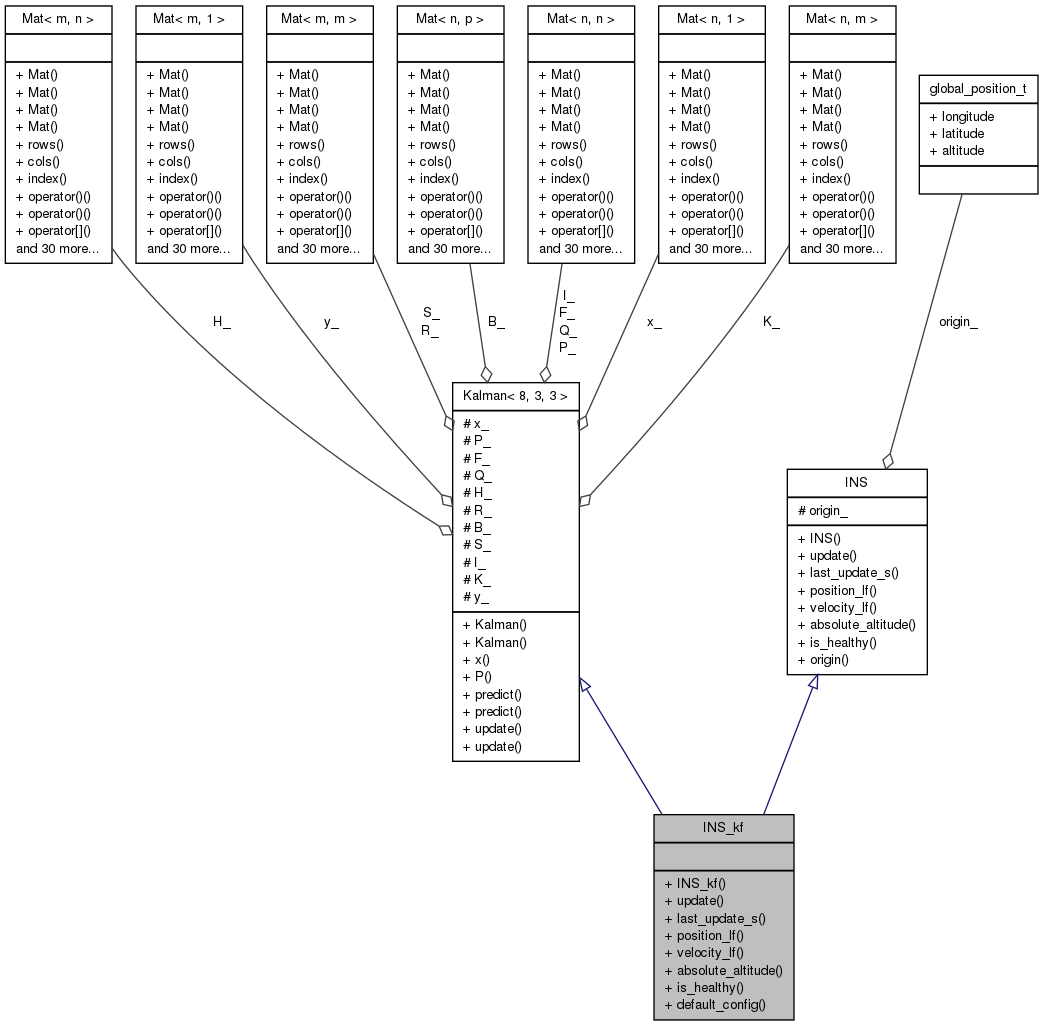 Mat< m, n >
+ Mat()
+ Mat()
+ Mat()
+ Mat()
+ rows()
+ cols()
+ index()
+ operator()()
+ operator()()
+ operator[]()
and 30 more...
Mat< m, 1 >
+ Mat()
+ Mat()
+ Mat()
+ Mat()
+ rows()
+ cols()
+ index()
+ operator()()
+ operator()()
+ operator[]()
and 30 more...
Mat< m, m >
+ Mat()
+ Mat()
+ Mat()
+ Mat()
+ rows()
+ cols()
+ index()
+ operator()()
+ operator()()
+ operator[]()
and 30 more...
Mat< n, p >
+ Mat()
+ Mat()
+ Mat()
+ Mat()
+ rows()
+ cols()
+ index()
+ operator()()
+ operator()()
+ operator[]()
and 30 more...
Mat< n, n >
+ Mat()
+ Mat()
+ Mat()
+ Mat()
+ rows()
+ cols()
+ index()
+ operator()()
+ operator()()
+ operator[]()
and 30 more...
Mat< n, 1 >
+ Mat()
+ Mat()
+ Mat()
+ Mat()
+ rows()
+ cols()
+ index()
+ operator()()
+ operator()()
+ operator[]()
and 30 more...
Mat< n, m >
+ Mat()
+ Mat()
+ Mat()
+ Mat()
+ rows()
+ cols()
+ index()
+ operator()()
+ operator()()
+ operator[]()
and 30 more...
global_position_t
+ longitude
+ latitude
+ altitude
H_
y_
S_
R_
B_
I_
F_
Q_
P_
x_
K_
origin_
Kalman< 8, 3, 3 >
# x_
# P_
# F_
# Q_
# H_
# R_
# B_
# S_
# I_
# K_
# y_
+ Kalman()
+ Kalman()
+ x()
+ P()
+ predict()
+ predict()
+ update()
+ update()
INS
# origin_
+ INS()
+ update()
+ last_update_s()
+ position_lf()
+ velocity_lf()
+ absolute_altitude()
+ is_healthy()
+ origin()
INS_kf
+ INS_kf()
+ update()
+ last_update_s()
+ position_lf()
+ velocity_lf()
+ absolute_altitude()
+ is_healthy()
+ default_config()